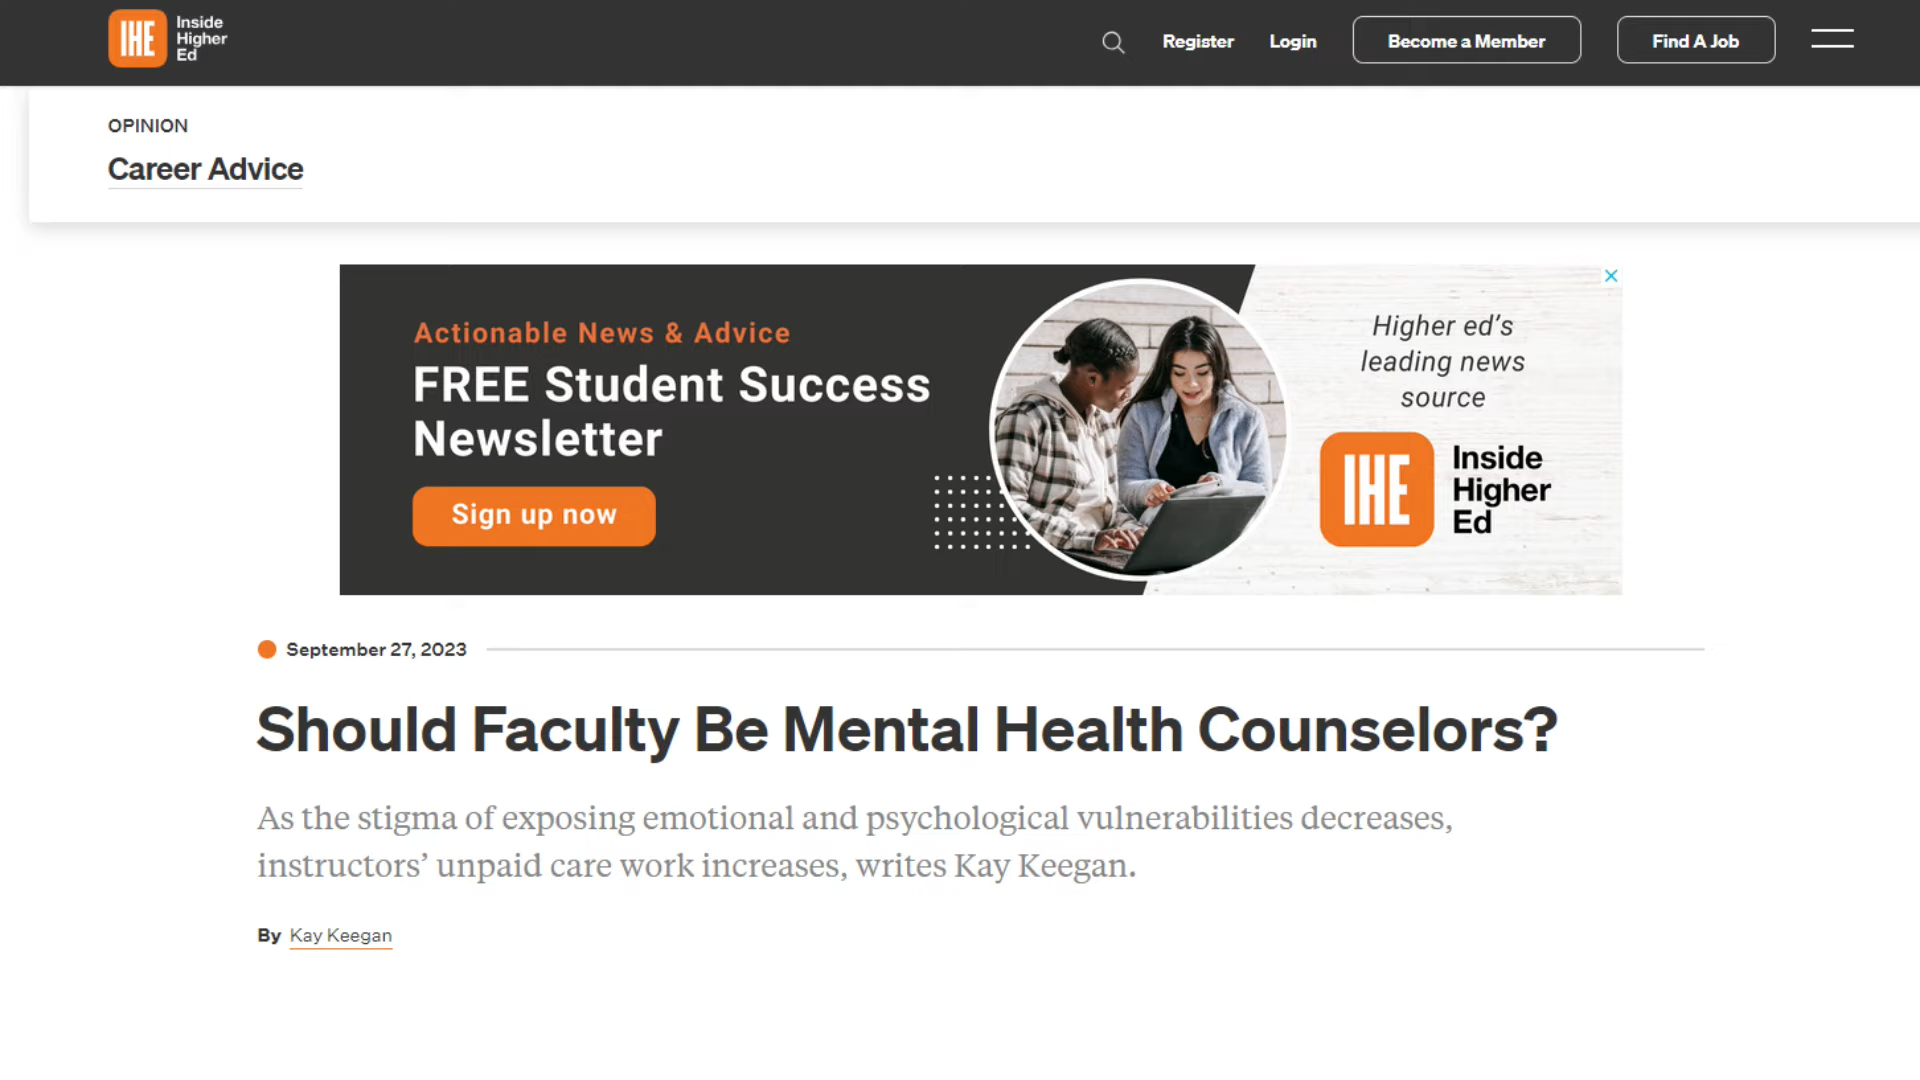 IHE
Inside
Higher
Ed
Register
Login
Become a Member
Find A Job
OPINION
Career Advice
Actionable News & Advice
FREE Student Success
Newsletter
Sign up now
Higher ed’s
leading news
source
IHE
Inside
Higher
Ed
September 27, 2023
Should Faculty Be Mental Health Counselors?
As the stigma of exposing emotional and psychological vulnerabilities decreases,
instructors’ unpaid care work increases, writes Kay Keegan.
By Kay Keegan